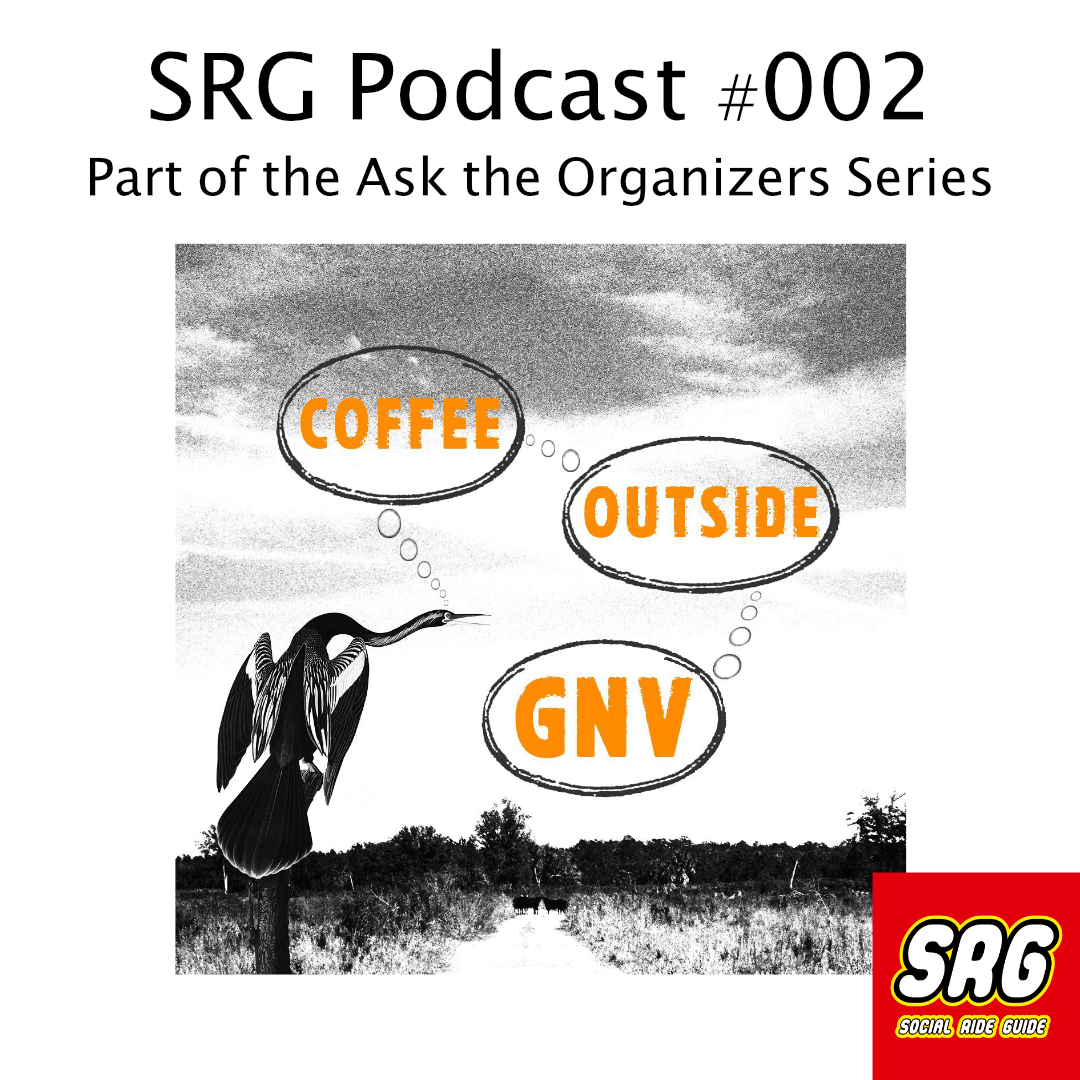 SRG Podcast #002
Part of the Ask the Organizers Series
COFFEE
OUTSIDE
GNV
SRG
SOCIAL RIDE GUIDE